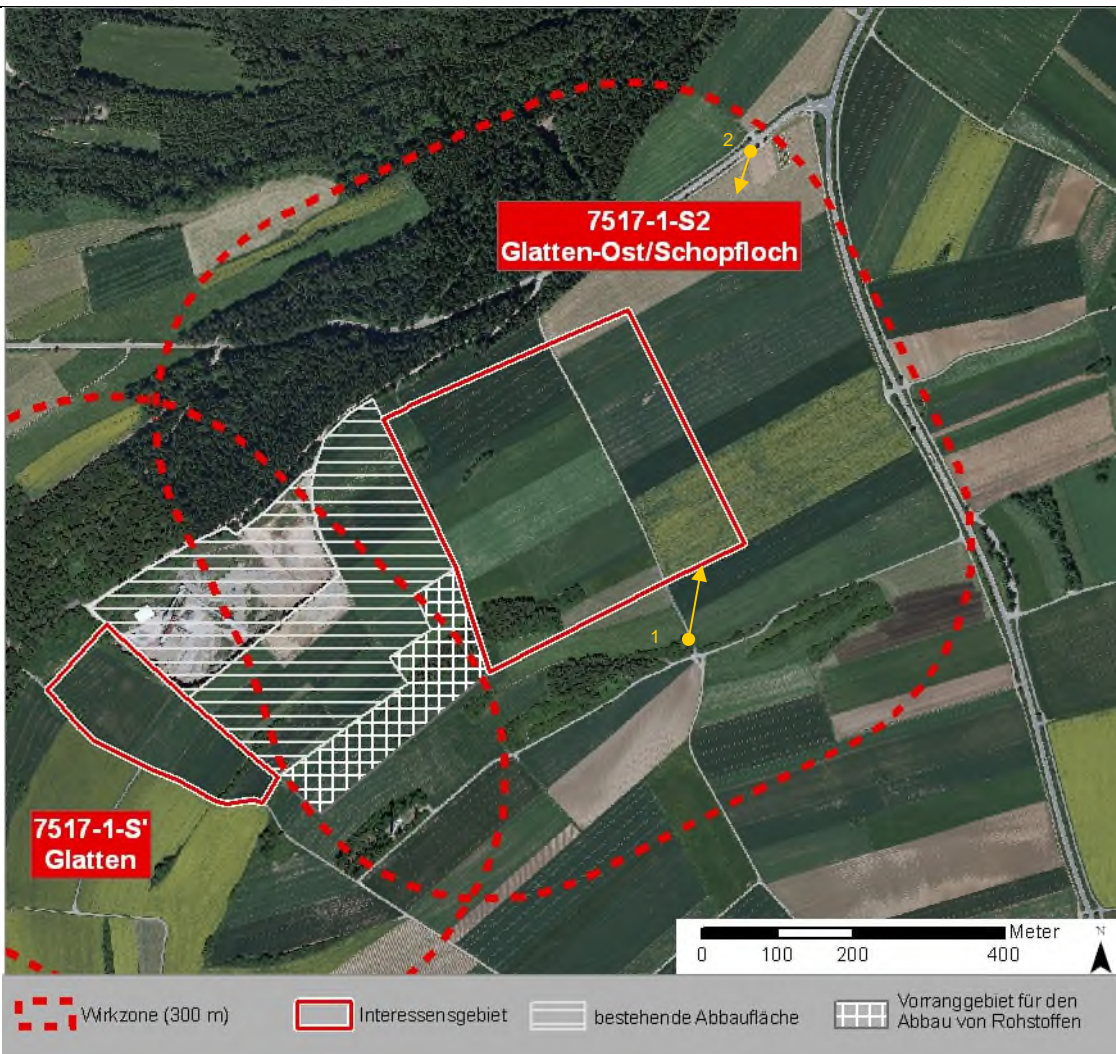 2
7517-1-S2
Glatten-Ost/Schopfloch
1
7517-1-S'
Glatten
Meter
0 100 200 400
N
Wirkzone (300 m)
Interessensgebiet
bestehende Abbaufläche
Vorranggebiet für den
Abbau von Rohstoffen